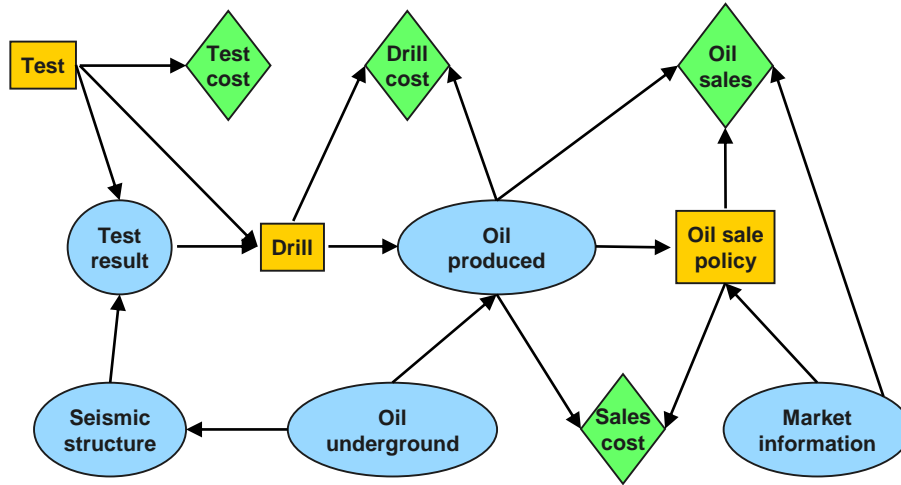 Test
Test
cost
Drill
cost
Oil
sales
Test
result
Drill
Oil
produced
Oil sale
policy
Seismic
structure
Oil
underground
Sales
cost
Market
information